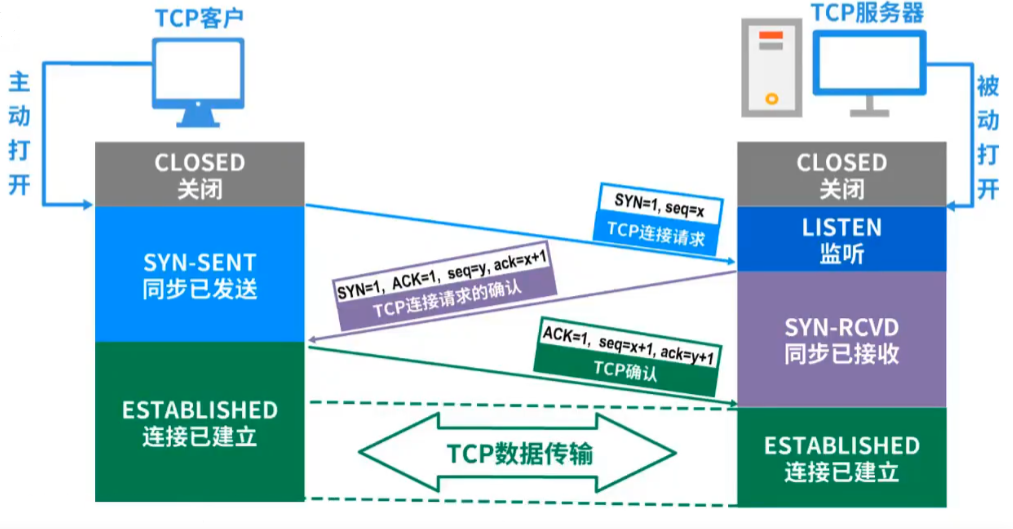 TCP客户
TCP服务器
主动打开
被动打开
CLOSED
关闭
CLOSED
关闭
SYN=1, seq=x
TCP连接请求
LISTEN
监听
SYN-SENT
同步已发送
SYN=1, ACK=1, seq=y, ack=x+1
TCP连接请求的确认
SYN-RCVD
同步已接收
ACK=1, seq=x+1, ack=y+1
TCP确认
ESTABLISHED
连接已建立
TCP数据传输
ESTABLISHED
连接已建立